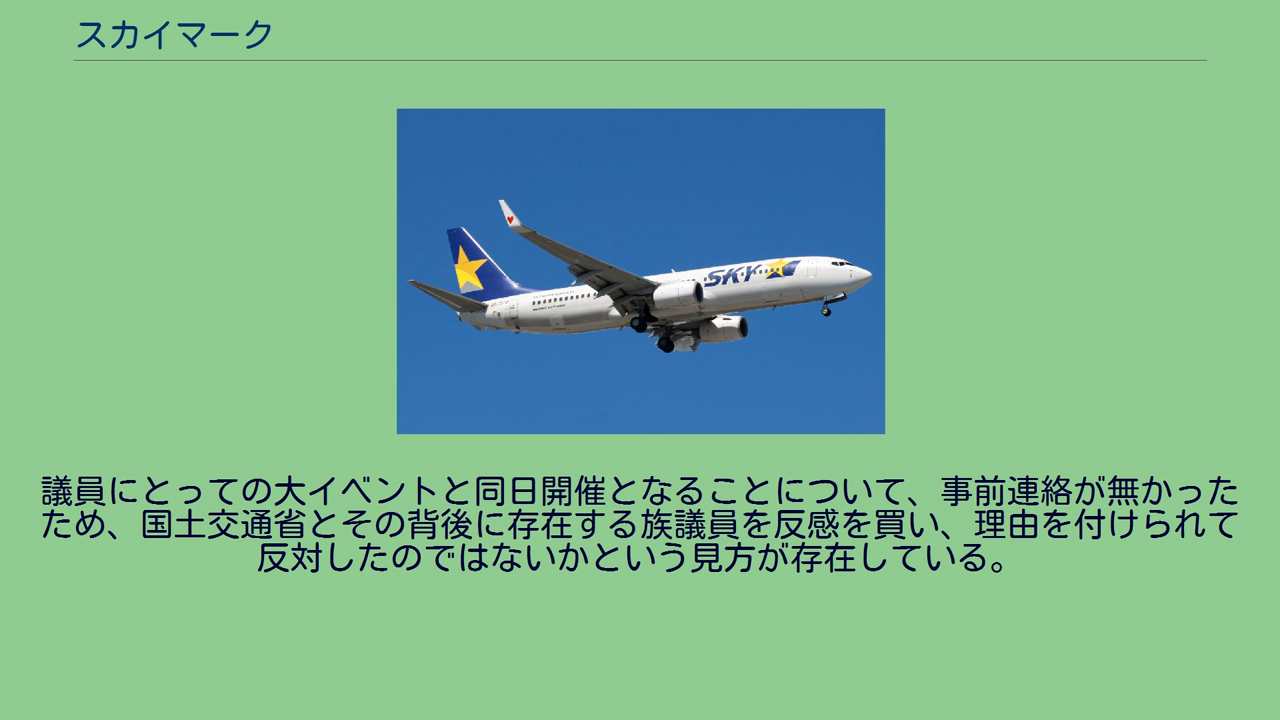 スカイマーク
SKY
議員にとっての大イベントと同日開催となることについて、事前連絡が無かった
ため、国土交通省とその背後に存在する族議員を反感を買い、理由を付けられて
反対したのではないかという見方が存在している。